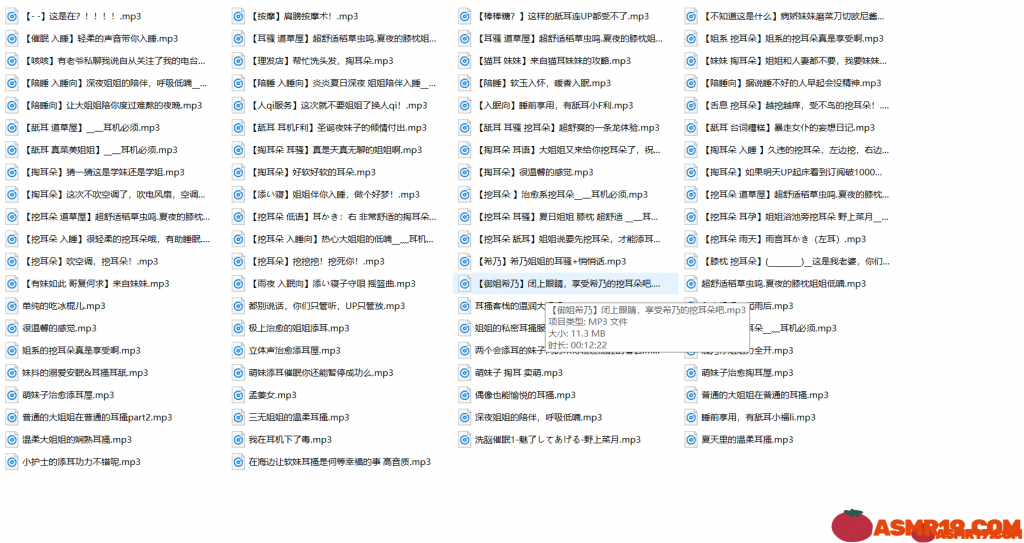 【- -】这是在？！！！！.mp3
【按摩】肩膀按摩术！.mp3
【棒棒糖？】这样的舐耳连UP都受不了.mp3
【不知道这是什么】病娇妹妹磨菜刀切欧尼酱...
【催眠 入睡】轻柔的声音带你入睡.mp3
【耳骚 道草屋】超舒适稻草虫鸣.夏夜的膝枕姐...
【耳骚 道草屋】超舒适稻草虫鸣.夏夜的膝枕姐...
【姐系 挖耳朵】姐系的挖耳朵真是享受啊.mp3
【咳咳】有老爷私聊我说自从关注了我的电台...
【理发店】帮忙洗头发，掏耳朵.mp3
【猫耳 妹妹】来自猫耳妹妹的攻略.mp3
【妹妹 掏耳朵】姐姐和人妻都不要，我要妹妹...
【陪睡 入睡向】深夜姐姐的陪伴，呼吸低喃_...
【陪睡 入睡向】炎炎夏日深夜 姐姐陪伴入睡_...
【陪睡】软玉入怀，暖香入眠.mp3
【陪睡向】据说睡不好的人早起会没精神.mp3
【陪睡向】让大姐姐陪你度过难熬的夜晚.mp3
【人qi服务】这次就不要姐姐了换人qi！.mp3
【入眠向】睡前享用，有舐耳小F利.mp3
【舌息 挖耳朵】越挖越痒，受不鸟的挖耳朵！...
【舐耳 道草屋】__耳机必须.mp3
【舐耳 耳机F利】圣诞夜妹子的倾情付出.mp3
【舐耳 耳骚 挖耳朵】超舒爽的一条龙体验.mp3
【舐耳 台词糟糕】暴走女仆的妄想日记.mp3
【舐耳 真菜美姐姐】__耳机必须.mp3
【掏耳朵 耳骚】真是天真无聊的姐姐啊.mp3
【掏耳朵 耳语】大姐姐又来给你挖耳朵了，祝...
【掏耳朵 入睡 】久违的挖耳朵，左边挖，右边...
【掏耳朵】猜一猜这是学妹还是学姐.mp3
【掏耳朵】好软好软的耳朵.mp3
【掏耳朵】很温馨的感觉.mp3
【掏耳朵】如果明天UP起床看到订阅破1000...
【掏耳朵】这次不吹空调了，吹电风扇，空调...
【添い寝】姐姐伴你入睡，做个好梦！.mp3
【挖耳朵 】治愈系挖耳朵__耳机必须.mp3
【挖耳朵 道草屋】超舒适稻草虫鸣.夏夜的膝枕...
【挖耳朵 道草屋】超舒适稻草虫鸣.夏夜的膝枕...
【挖耳朵 低语】耳かき：右 非常舒适的掏耳朵...
【挖耳朵 耳骚】夏日姐姐 膝枕 超舒适 __耳...
【挖耳朵 耳孕】姐姐浴池旁挖耳朵 野上菜月_...
【挖耳朵 入睡】很轻柔的挖耳朵哦，有助睡眠....
【挖耳朵 入睡向】热心大姐姐的低喃__耳机...
【挖耳朵 舐耳】姐姐说要先挖耳朵，才能添耳...
【挖耳朵 雨天】雨音耳かき（左耳）.mp3
【挖耳朵】吹空调，挖耳朵！.mp3
【挖耳朵】挖挖挖！挖死你！.mp3
【希乃】希乃姐姐的耳骚+悄悄话.mp3
【膝枕 挖耳朵】(________)__这是我老婆，你们...
【有妹如此 哥复何求】来自妹妹.mp3
【雨夜 入眠向】添い寝子守唄 摇篮曲.mp3
【御姐希乃】闭上眼睛，享受希乃的挖耳朵吧....
超舒适稻草虫鸣.夏夜的膝枕姐姐低喃.mp3
单纯的吃冰棍儿.mp3
都别说话，你们只管听，UP只管放.mp3
耳搔客栈的温润大
起雨后.mp3
【御姐希乃】闭上眼睛，享受希乃的挖耳朵吧.mp3
项目类型: MP3 文件
大小: 11.3 MB
时长: 00:12:22
很温馨的感觉.mp3
极上治愈的姐姐添耳.mp3
姐姐的私密耳搔服
耳朵__耳机必须.mp3
姐系的挖耳朵真是享受啊.mp3
立体声治愈添耳屋.mp3
两个会添耳的妹子
力全开.mp3
妹抖的溺爱安眠&耳搔耳舐.mp3
萌妹添耳催眠你还能暂停成功么.mp3
萌妹子 掏耳 卖萌.mp3
萌妹子治愈掏耳屋.mp3
萌妹子治愈添耳屋.mp3
孟姜女.mp3
偶像也能愉悦的耳搔.mp3
普通的大姐姐在普通的耳搔.mp3
普通的大姐姐在普通的耳搔part2.mp3
三无姐姐的温柔耳搔.mp3
深夜姐姐的陪伴，呼吸低喃.mp3
睡前享用，有舐耳小福li.mp3
温柔大姐姐的娴熟耳搔.mp3
我在耳机下了毒.mp3
洗脑催眠1-魅了してあげる-野上菜月.mp3
夏天里的温柔耳搔.mp3
小护士的添耳功力不错呢.mp3
在海边让软妹耳搔是何等幸福的事 高音质.mp3
ASMR19.COM
ASMR19.COM